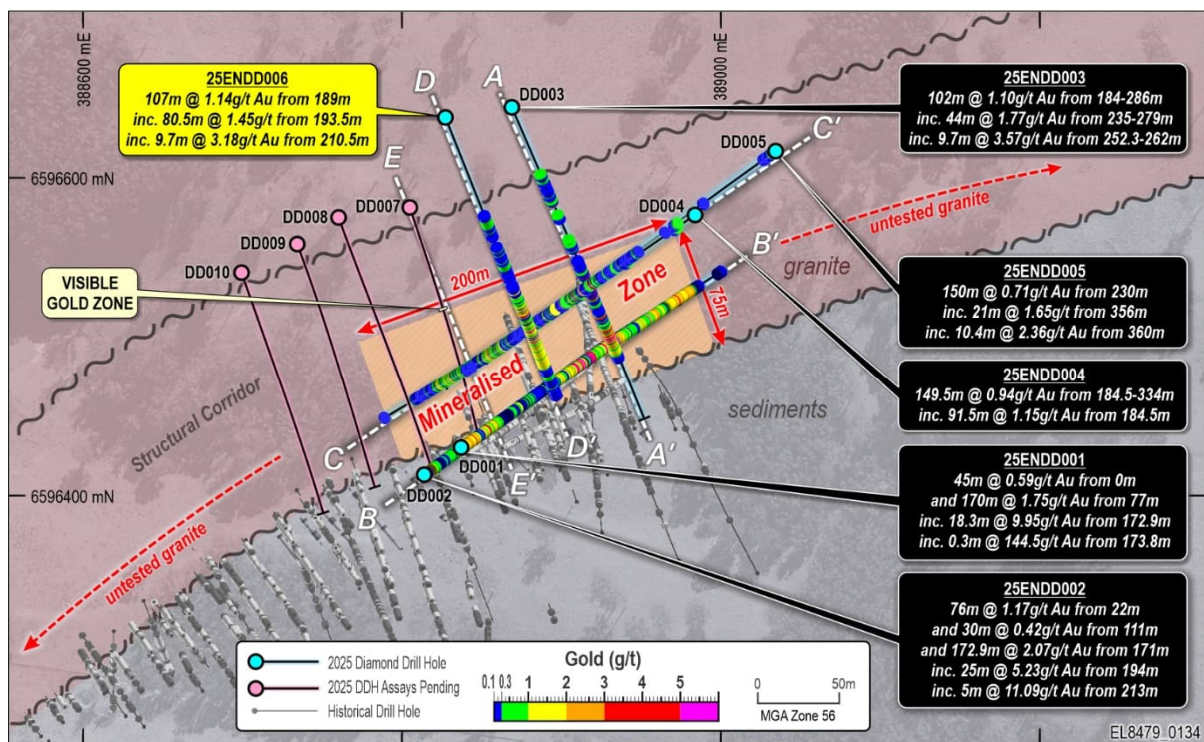 388600 mE
389000 mE
6596600 mN
6596400 mN
25ENDD006
107m @ 1.14g/t Au from 189m
inc. 80.5m @ 1.45g/t from 193.5m
inc. 9.7m @ 3.18g/t Au from 210.5m
25ENDD003
102m @ 1.10g/t Au from 184-286m
inc. 44m @ 1.77g/t Au from 235-279m
inc. 9.7m @ 3.57g/t Au from 252.3-262m
D
A
DD003
E
C'
DD005
DD004
B'
DD007
DD008
DD009
DD010
VISIBLE
GOLD ZONE
200m
75m
Mineralised
Zone
untested granite
granite
sediments
Structural Corridor
25ENDD005
150m @ 0.71g/t Au from 230m
inc. 21m @ 1.65g/t Au from 356m
inc. 10.4m @ 2.36g/t Au from 360m
25ENDD004
149.5m @ 0.94g/t Au from 184.5-334m
inc. 91.5m @ 1.15g/t Au from 184.5m
C
DD001
DD002
B
E'
D'
A'
untested granite
25ENDD001
45m @ 0.59g/t Au from 0m
and 170m @ 1.75g/t Au from 77m
inc. 18.3m @ 9.95g/t Au from 172.9m
inc. 0.3m @ 144.5g/t Au from 173.8m
25ENDD002
76m @ 1.17g/t Au from 22m
and 30m @ 0.42g/t Au from 111m
and 172.9m @ 2.07g/t Au from 171m
inc. 25m @ 5.23g/t Au from 194m
inc. 5m @ 11.09g/t Au from 213m
2025 Diamond Drill Hole
2025 DDH Assays Pending
Historical Drill Hole
Gold (g/t)
0.1 0.3 1 2 3 4 5
0 50m
MGA Zone 56
EL8479_0134